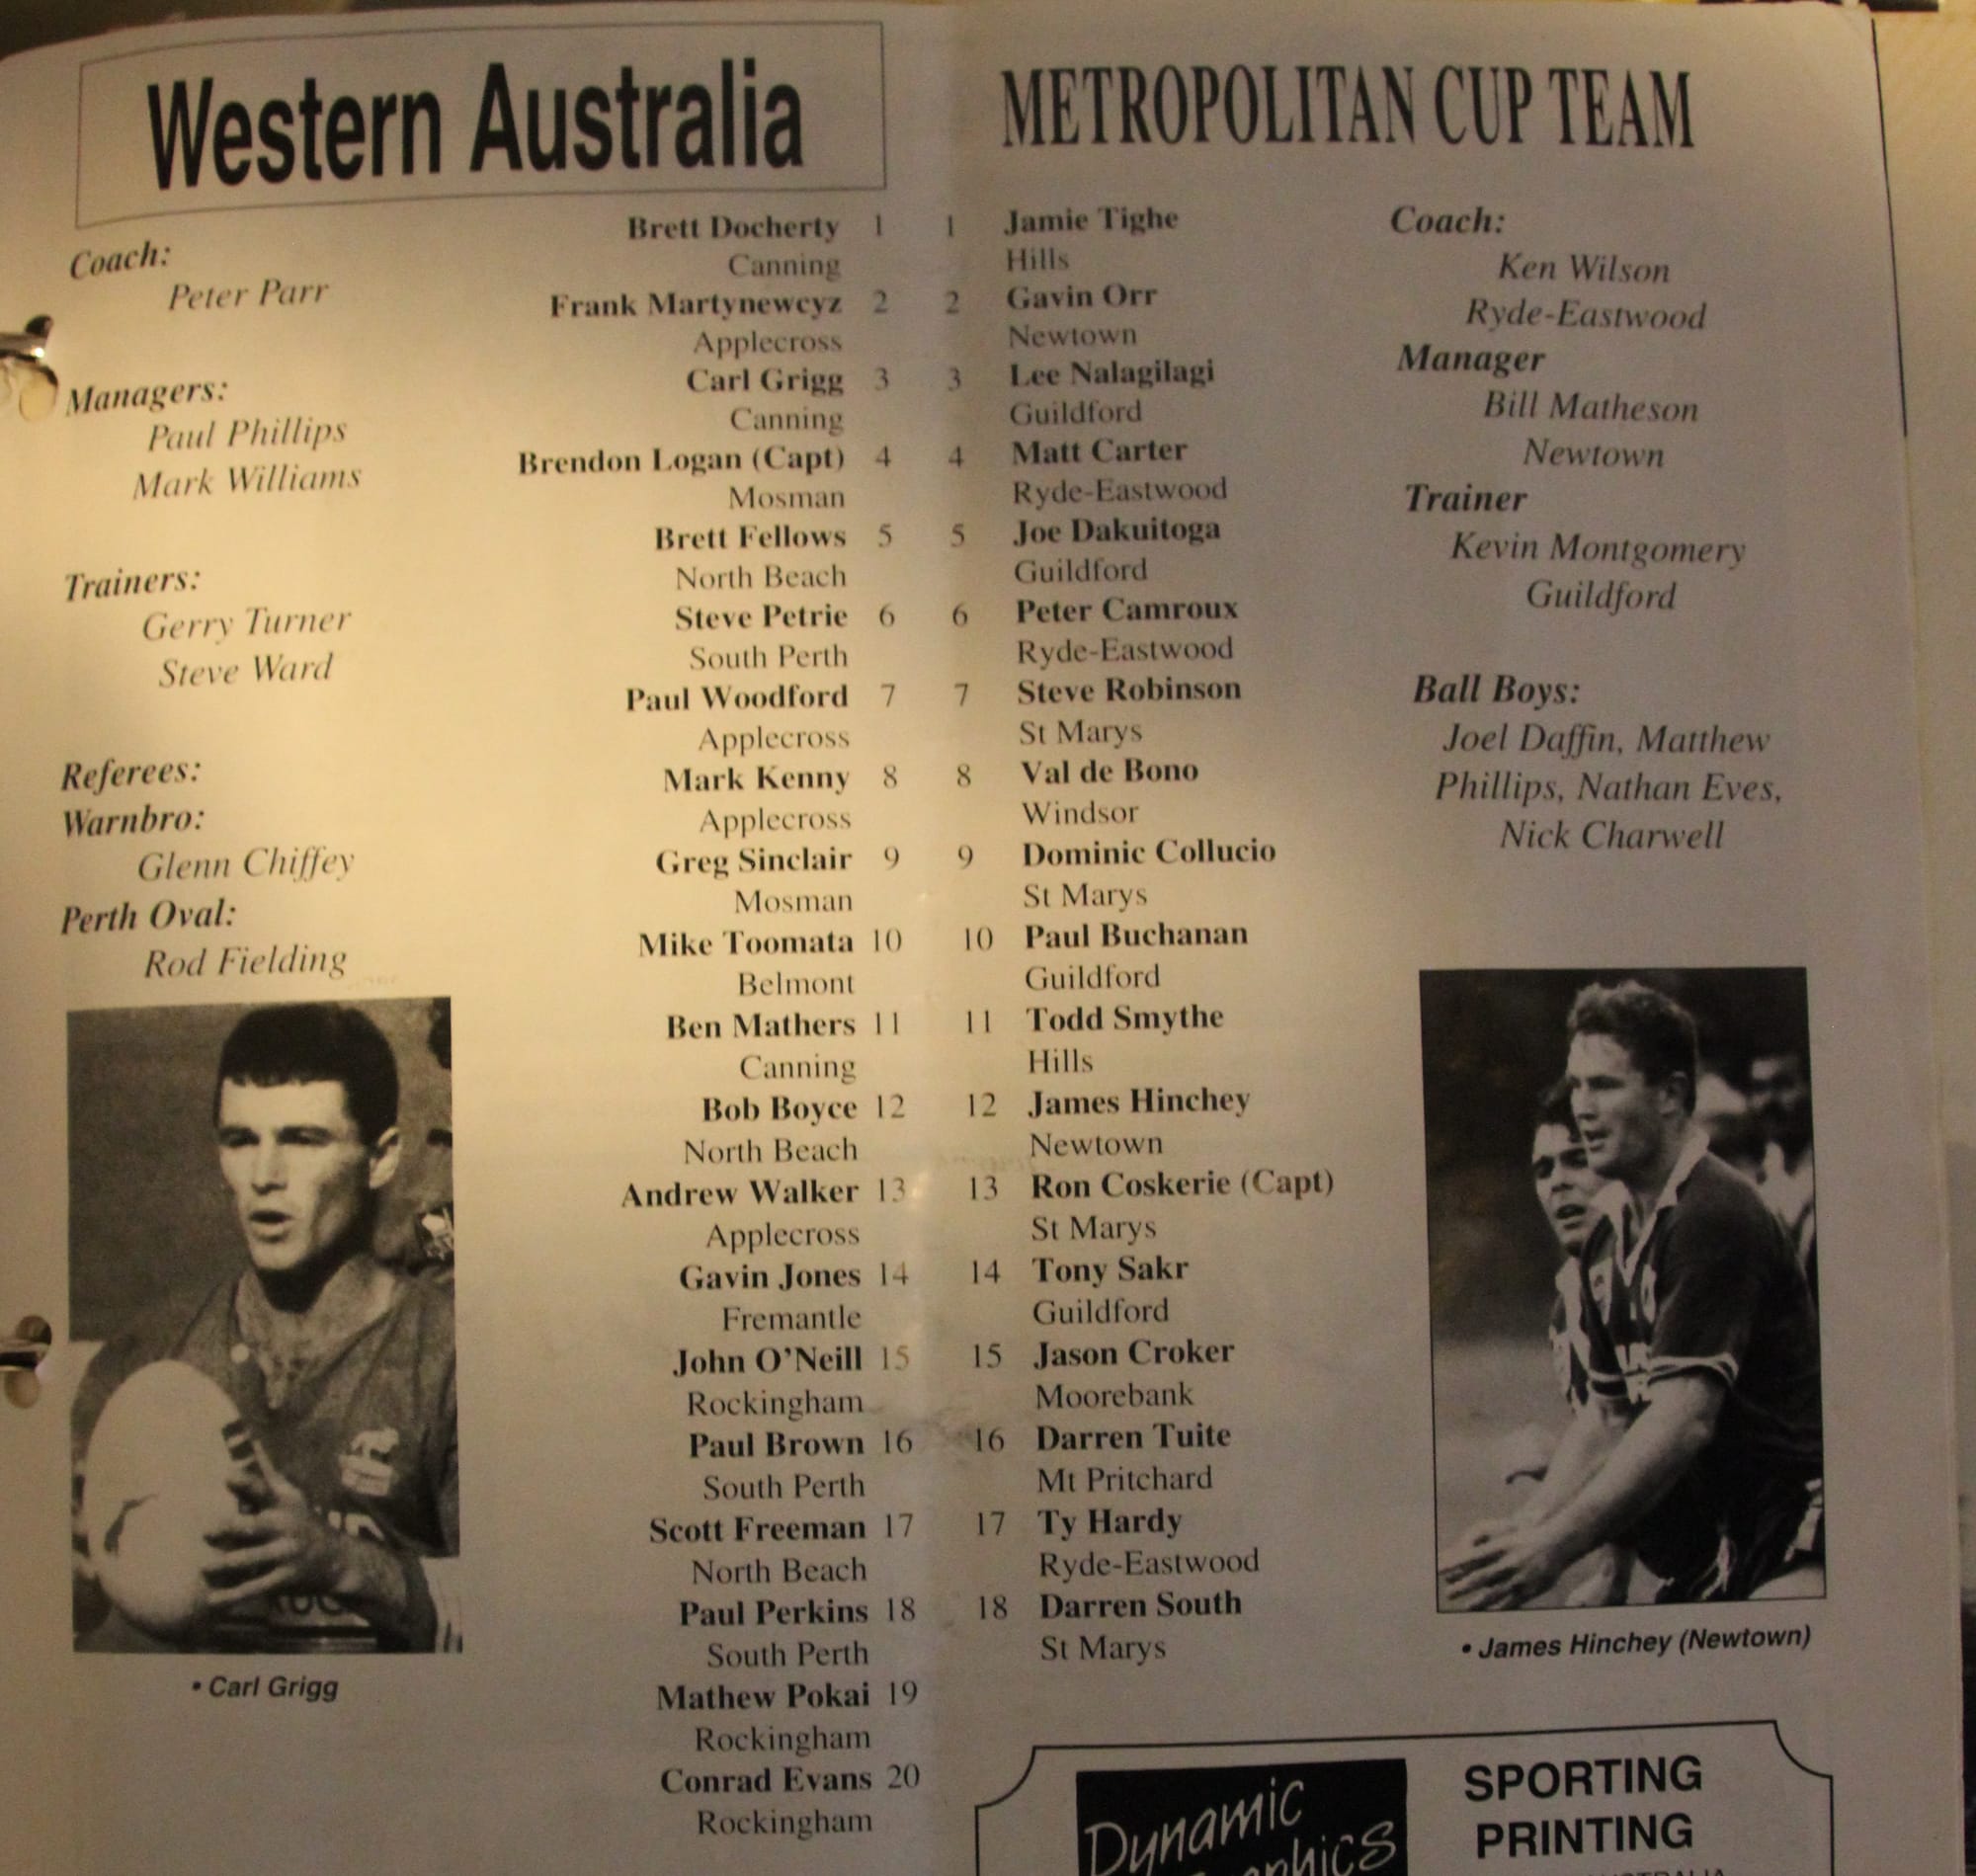 Western Australia
Coach:
Peter Parr
Managers:
Paul Phillips
Mark Williams
Trainers:
Gerry Turner
Steve Ward
Referees:
Warnbro:
Glenn Chiffey
Perth Oval:
Rod Fielding
• Carl Grigg
Brett Docherty 1
Canning
Frank Martyneweyz 2
Applecross
Carl Grigg 3
Canning
Brendon Logan (Capt) 4
Mosman
Brett Fellows 5
North Beach
Steve Petrie 6
South Perth
Paul Woodford 7
Applecross
Mark Kenny 8
Applecross
Greg Sinclair 9
Mosman
Mike Toomata 10
Belmont
Ben Mathers 11
Canning
Bob Boyce 12
North Beach
Andrew Walker 13
Applecross
Gavin Jones 14
Fremantle
John O'Neill 15
Rockingham
Paul Brown 16
South Perth
Scott Freeman 17
North Beach
Paul Perkins 18
South Perth
Mathew Pokai 19
Rockingham
Conrad Evans 20
Rockingham
METROPOLITAN CUP TEAM
1 Jamie Tighe
Hills
2 Gavin Orr
Newtown
3 Lee Nalagilagi
Guildford
4 Matt Carter
Ryde-Eastwood
5 Joe Dakuitoga
Guildford
6 Peter Camroux
Ryde-Eastwood
7 Steve Robinson
St Marys
8 Val de Bono
Windsor
9 Dominic Collucio
St Marys
10 Paul Buchanan
Guildford
11 Todd Smythe
Hills
12 James Hinchey
Newtown
13 Ron Coskerie (Capt)
St Marys
14 Tony Sakr
Guildford
15 Jason Croker
Moorebank
16 Darren Tuite
Mt Pritchard
17 Ty Hardy
Ryde-Eastwood
18 Darren South
St Marys
Coach:
Ken Wilson
Ryde-Eastwood
Manager
Bill Matheson
Newtown
Trainer
Kevin Montgomery
Guildford
Ball Boys:
Joel Daffin, Matthew
Phillips, Nathan Eves,
Nick Charwell
• James Hinchey (Newtown)
Dynamic
SPORTING
PRINTING